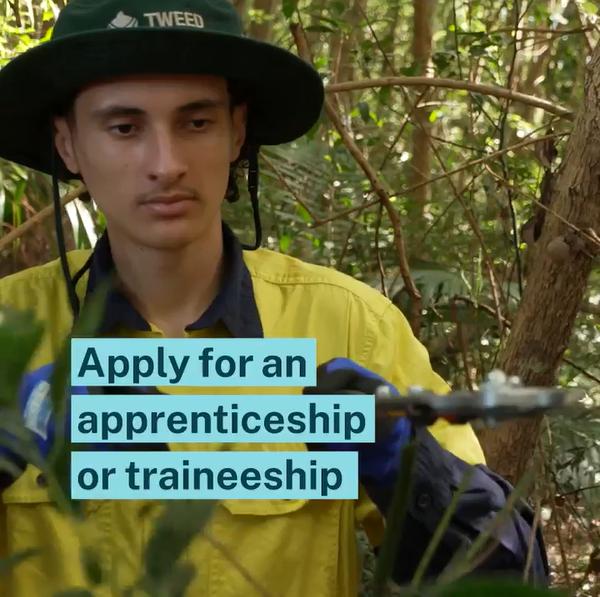 TWEED
Apply for an
apprenticeship
or traineeship